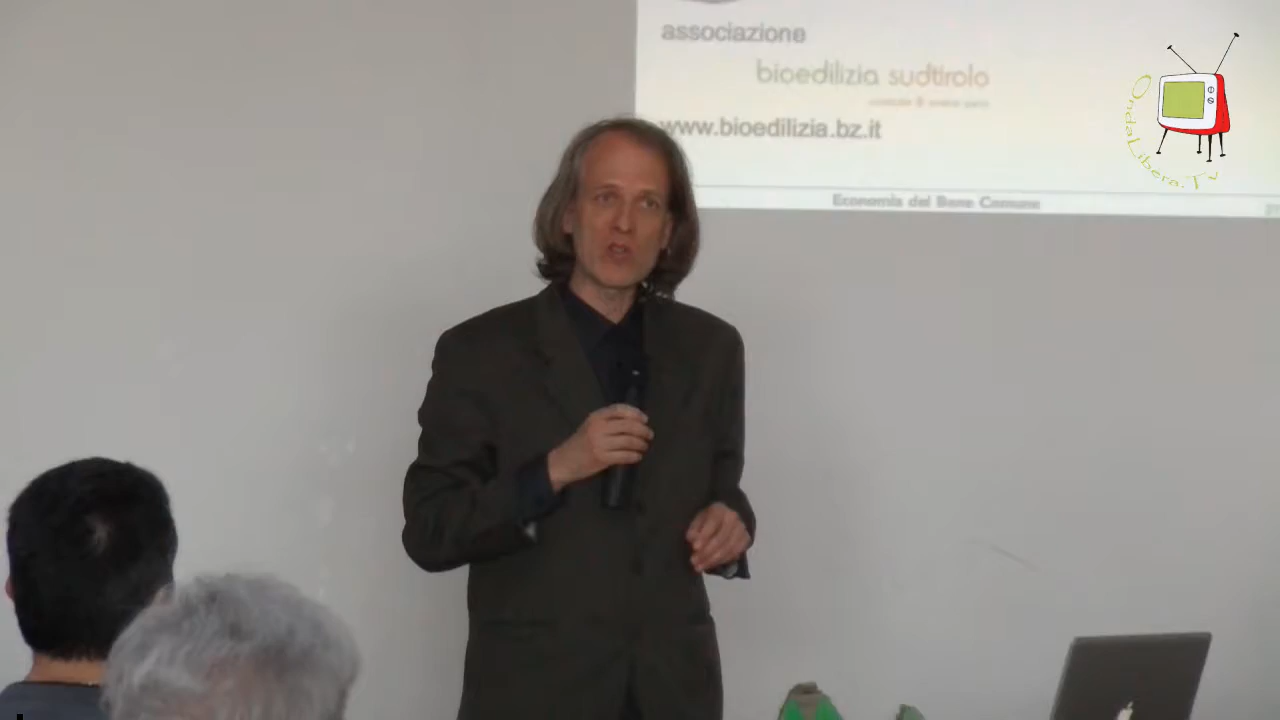 associazione
bioedilizia sudtirolo
www.bioedilizia.bz.it
Economia del Bene Comune
OndaLibera.Tv